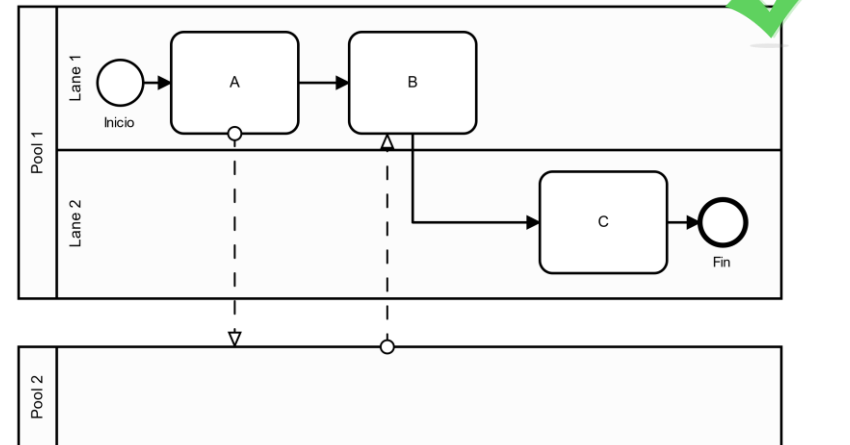 Pool 1
Lane 1
Inicio
A
B
Lane 2
C
Fin
Pool 2